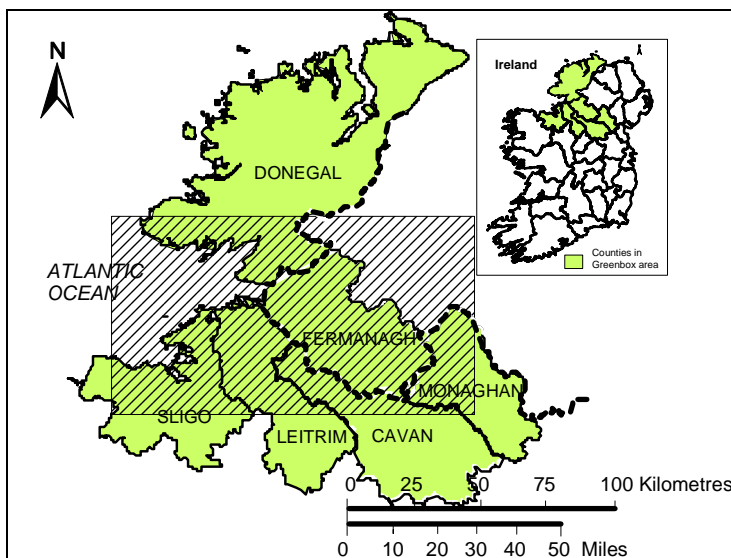 N
Ireland
DONEGAL
Counties in
Greenbox area
ATLANTIC
OCEAN
FERMANAGH
MONAGHAN
SLIGO
LEITRIM
CAVAN
0 25 50 75 100 Kilometres
0 10 20 30 40 50 Miles